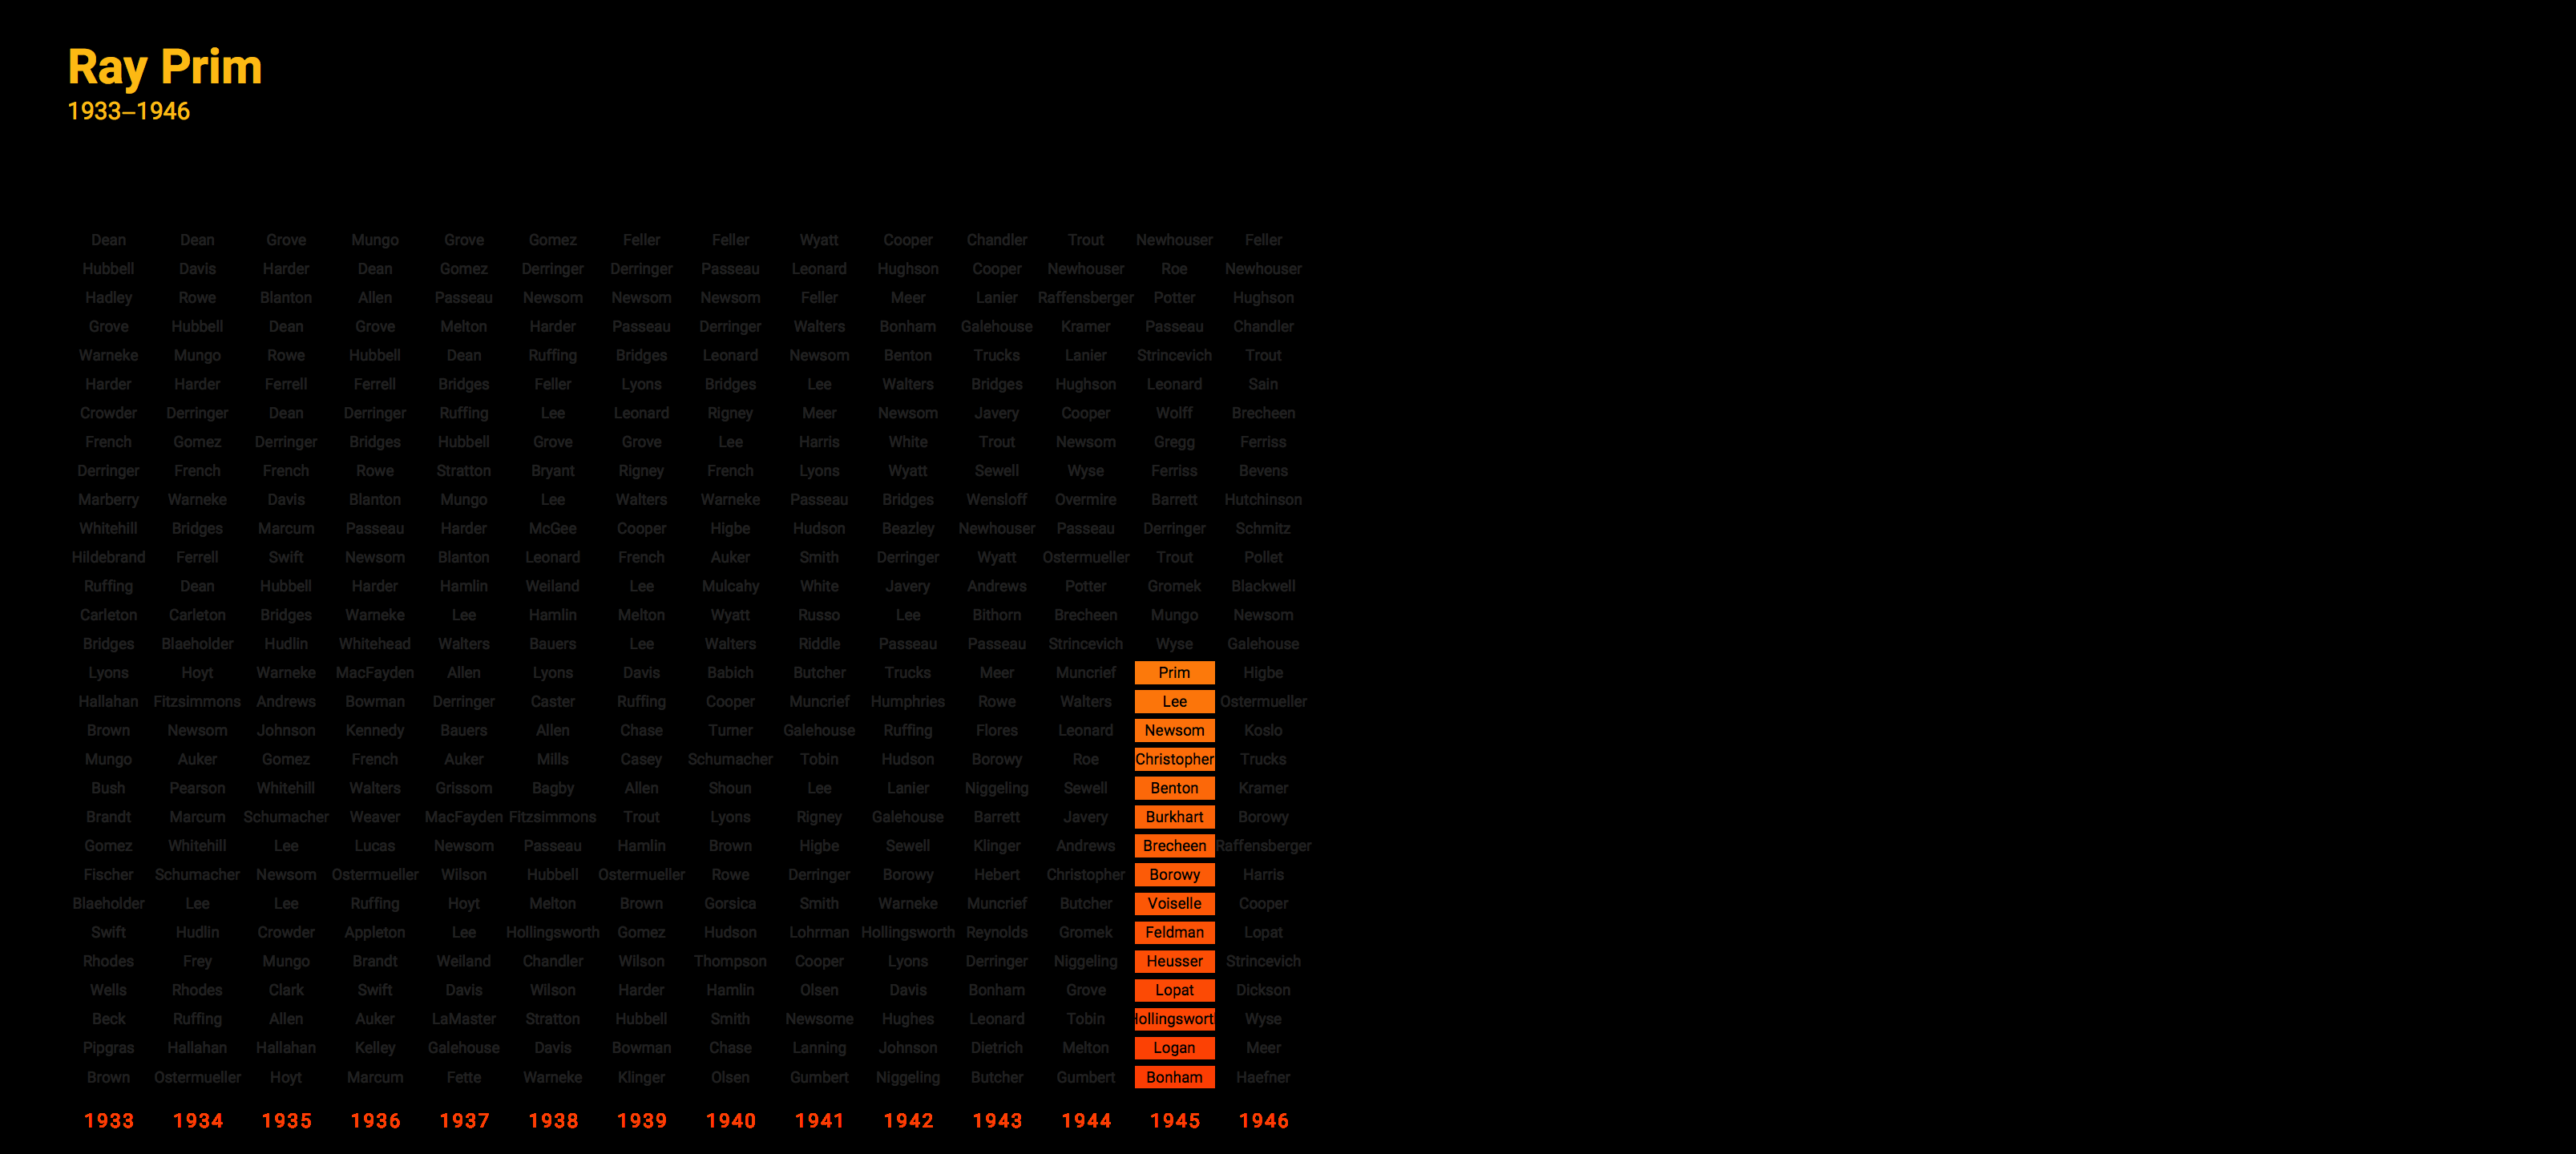 Ray Prim
1933–1946
Dean Dean Grove Mungo Grove Gomez Feller Feller Wyatt Cooper Chandler Trout Newhouser Feller
Hubbell Davis Harder Dean Gomez Derringer Derringer Passeau Leonard Hughson Cooper Newhouser Roe Newhouser
Hadley Rowe Blanton Allen Passeau Newsom Newsom Newsom Feller Meer Lanier Raffensberger Potter Hughson
Grove Hubbell Dean Grove Melton Harder Passeau Derringer Walters Bonham Galehouse Kramer Passeau Chandler
Warneke Mungo Rowe Hubbell Dean Ruffing Bridges Leonard Newsom Benton Trucks Lanier Strincevich Trout
Harder Harder Ferrell Ferrell Bridges Feller Lyons Bridges Lee Walters Bridges Hughson Leonard Sain
Crowder Derringer Dean Derringer Ruffing Lee Leonard Rigney Meer Newsom Javery Cooper Wolff Brecheen
French Gomez Derringer Bridges Hubbell Grove Grove Lee Harris White Trout Newsom Gregg Ferriss
Derringer French French Rowe Stratton Bryant Rigney French Lyons Wyatt Sewell Wyse Ferriss Bevens
Marberry Warneke Davis Blanton Mungo Lee Walters Warneke Passeau Bridges Wensloff Overmire Barrett Hutchinson
Whitehill Bridges Marcum Passeau Harder McGee Cooper Higbe Hudson Beazley Newhouser Passeau Derringer Schmitz
Hildebrand Ferrell Swift Newsom Blanton Leonard French Auker Smith Derringer Wyatt Ostermueller Trout Pollet
Ruffing Dean Hubbell Harder Hamlin Weiland Lee Mulcahy White Javery Andrews Potter Gromek Blackwell
Carleton Carleton Bridges Warneke Lee Hamlin Melton Wyatt Russo Lee Bithorn Brecheen Mungo Newsom
Bridges Blaeholder Hudlin Whitehead Walters Bauers Lee Walters Riddle Passeau Passeau Strincevich Wyse Galehouse
Lyons Hoyt Warneke MacFayden Allen Lyons Davis Babich Butcher Trucks Meer Muncrief Prim Higbe
Hallahan Fitzsimmons Andrews Bowman Derringer Caster Ruffing Cooper Muncrief Humphries Rowe Walters Lee Ostermueller
Brown Newsom Johnson Kennedy Bauers Allen Chase Turner Galehouse Ruffing Flores Leonard Newsom Koslo
Mungo Auker Gomez French Auker Mills Casey Schumacher Tobin Hudson Borowy Roe Christopher Trucks
Bush Pearson Whitehill Walters Grissom Bagby Allen Shoun Lee Lanier Niggeling Sewell Benton Kramer
Brandt Marcum Schumacher Weaver MacFayden Fitzsimmons Trout Lyons Rigney Galehouse Barrett Javery Burkhart Borowy
Gomez Whitehill Lee Lucas Newsom Passeau Hamlin Brown Higbe Sewell Klinger Andrews Brecheen Raffensberger
Fischer Schumacher Newsom Ostermueller Wilson Hubbell Ostermueller Rowe Derringer Borowy Hebert Christopher Borowy Harris
Blaeholder Lee Lee Ruffing Hoyt Melton Brown Gorsica Smith Warneke Muncrief Butcher Voiselle Cooper
Swift Hudlin Crowder Appleton Lee Hollingsworth Gomez Hudson Lohrman Hollingsworth Reynolds Gromek Feldman Lopat
Rhodes Frey Mungo Brandt Weiland Chandler Wilson Thompson Cooper Lyons Derringer Niggeling Heusser Strincevich
Wells Rhodes Clark Swift Davis Wilson Harder Hamlin Olsen Davis Bonham Grove Lopat Dickson
Beck Ruffing Allen Auker LaMaster Stratton Hubbell Smith Newsome Hughes Leonard Tobin Hollingsworth Wyse
Pipgras Hallahan Hallahan Kelley Galehouse Davis Bowman Chase Lanning Johnson Dietrich Melton Logan Meer
Brown Ostermueller Hoyt Marcum Fette Warneke Klinger Olsen Gumbert Niggeling Butcher Gumbert Bonham Haefner
1933 1934 1935 1936 1937 1938 1939 1940 1941 1942 1943 1944 1945 1946